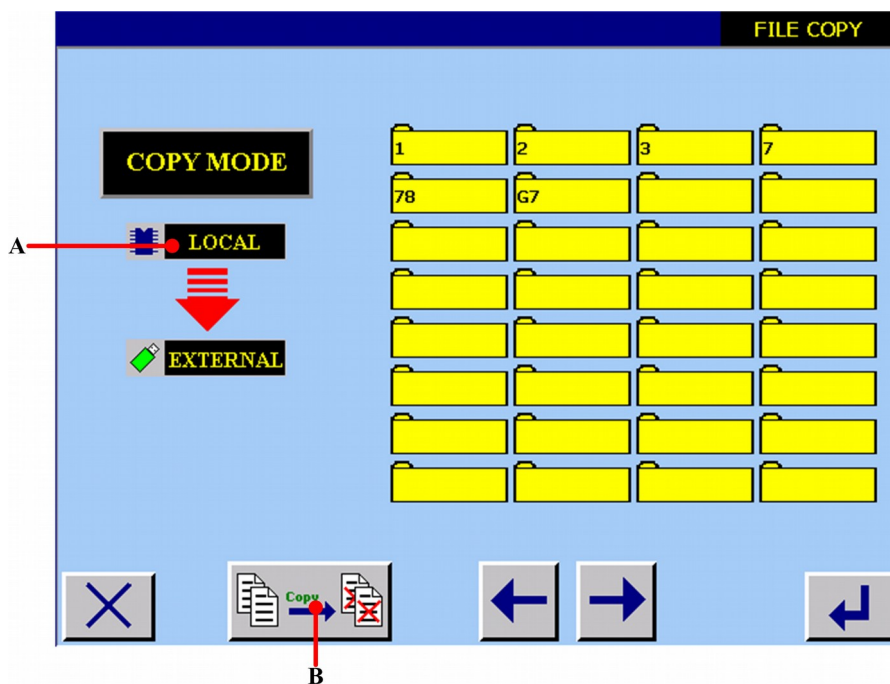 FILE COPY
COPY MODE
1 2 3 7
78 G7
A LOCAL
EXTERNAL
Copy
B